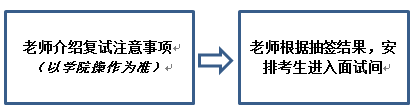 老师介绍复试注意事项
（以学院操作为准）
老师根据抽签结果，安
排考生进入面试间